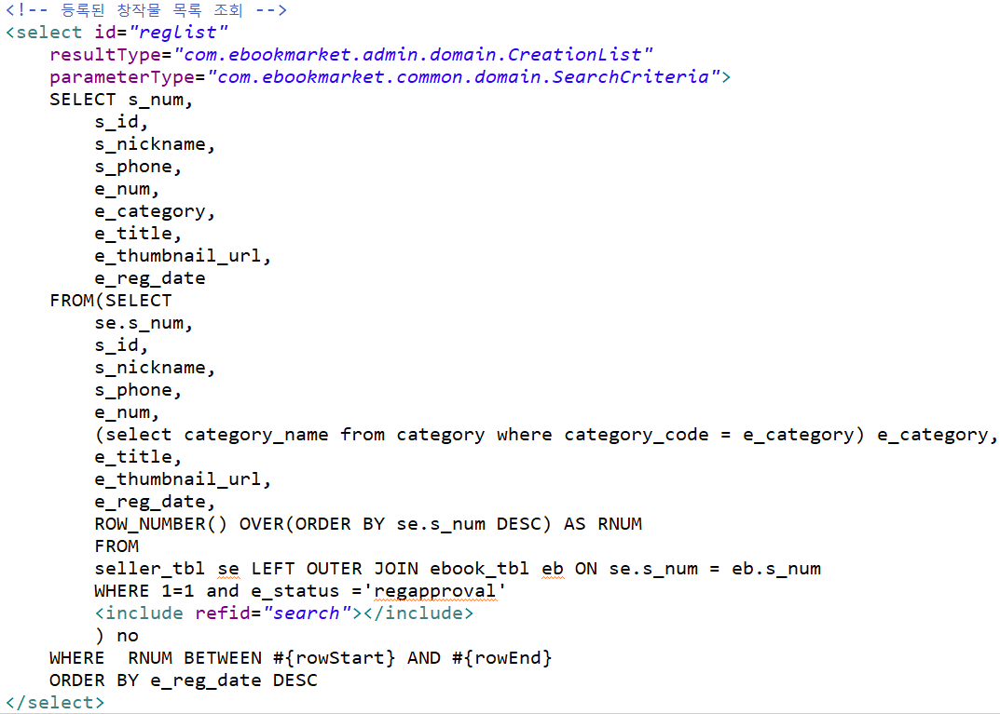 <!-- 등록된 창작물 목록 조회 -->
<select id="reglist"
resultType="com.ebookmarket.admin.domain.CreationList"
parameterType="com.ebookmarket.common.domain.SearchCriteria">
SELECT s_num,
s_id,
s_nickname,
s_phone,
e_num,
e_category,
e_title,
e_thumbnail_url,
e_reg_date
FROM(SELECT
se.s_num,
s_id,
s_nickname,
s_phone,
e_num,
(select category_name from category where category_code = e_category) e_category,
e_title,
e_thumbnail_url,
e_reg_date,
ROW_NUMBER() OVER(ORDER BY se.s_num DESC) AS RNUM
FROM
seller_tbl se LEFT OUTER JOIN ebook_tbl eb ON se.s_num = eb.s_num
WHERE 1=1 and e_status ='regapproval'
<include refid="search"></include>
) no
WHERE  RNUM BETWEEN #{rowStart} AND #{rowEnd}
ORDER BY e_reg_date DESC
</select>